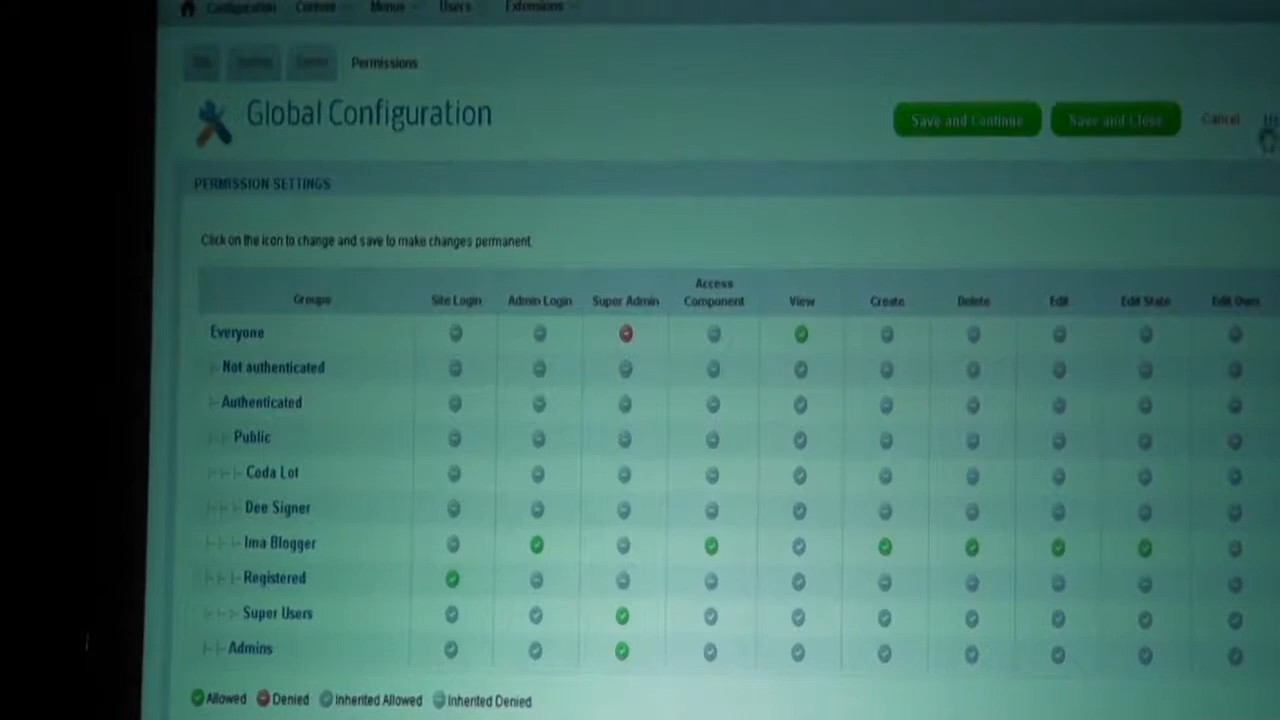 Configuration Content Menus Users Extensions
Permissions
Global Configuration
Save and Continue Save and Close Cancel
PERMISSION SETTINGS
Click on the icon to change and save to make changes permanent.
Groups Site Login Admin Login Super Admin Access Component View Create Delete Edit Edit State Edit Own
Everyone
Not authenticated
Authenticated
Public
Coda Lot
Dee Signer
Ima Blogger
Registered
Super Users
Admins
Allowed Denied Inherited Allowed Inherited Denied